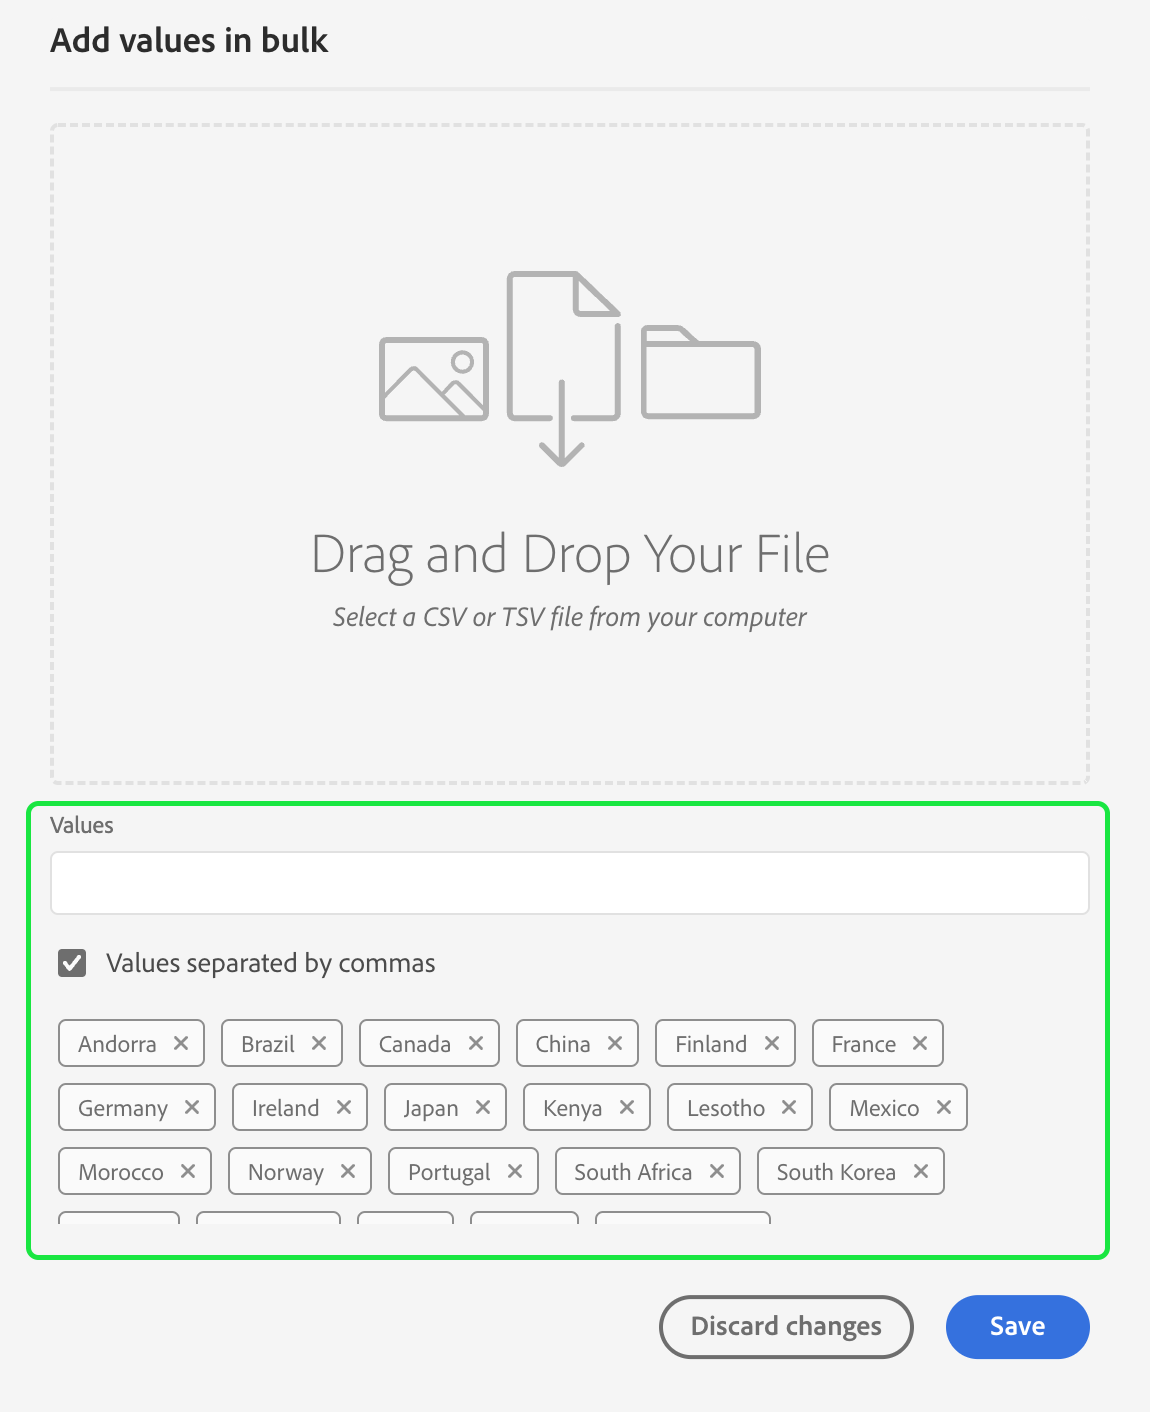 Add values in bulk
Drag and Drop Your File
Select a CSV or TSV file from your computer
Values
Values separated by commas
Andorra Brazil Canada China Finland France
Germany Ireland Japan Kenya Lesotho Mexico
Morocco Norway Portugal South Africa South Korea
Discard changes Save